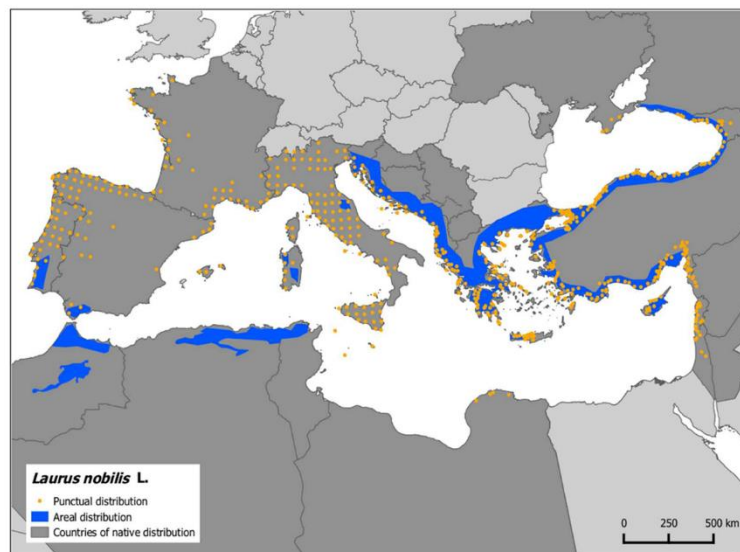 Laurus nobilis L.
Punctual distribution
Areal distribution
Countries of native distribution
0 250 500 km